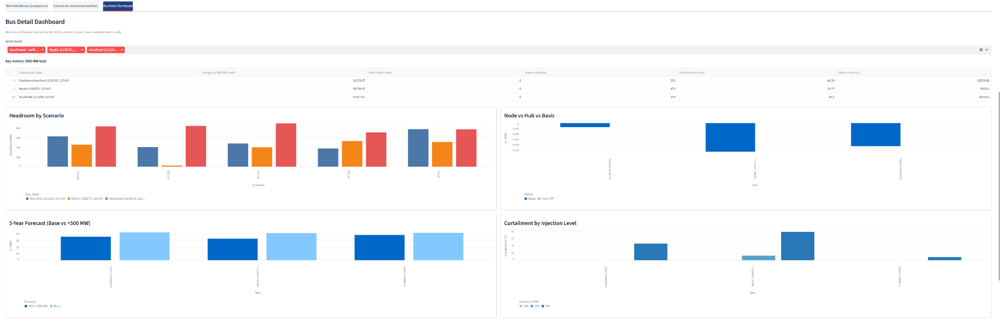 Shortlisted buses (comparison) Constraints (monitored facilities) Bus Detail Dashboard
Bus Detail Dashboard
Multi-bus drilldown inspired by the SCED summary panel. Uses available metrics only.
Select buses
Southwest Hartf... × Mystic (119675; ... × Acushnet (11126... ×
Key metrics (500 MW test)
Substation Label Energy curtail 500 (mwh) Max curtail (mw) Hours curtailed Short-circuit (mva) Short-circuit (a)
0 Southwest Hartford (120139; 115 kV) 10123.67 0 221 40.29 20229.68
1 Mystic (119675; 115 kV) 90739.97 0 471 19.77 9925.6
21 Acushnet (111264; 115 kV) 53317.67 0 376 40.3 20232.6
Headroom by Scenario
Headroom (MW)
400
300
200
100
0
BAU Dis
SLL Chg
SLL Dis
SP Chg
SP Dis
Scenario
bus_label
Acushnet (111264; 115 kV) Mystic (119675; 115 kV) Southwest Hartford (120...
Node vs Hub vs Basis
$ / MWh
0
−1,000
−2,000
−3,000
−4,000
−5,000
Acushnet (111264...
Mystic (119675; 1...
Southwest Hartfo...
Bus
Metric
Basis Hub LMP
5-Year Forecast (Base vs +500 MW)
$ / MWh
40
30
20
10
0
Acushnet (111264...
Mystic (119675; 1...
Southwest Hartfo...
Bus
Scenario
After +500 MW Base
Curtailment by Injection Level
Curtailment (%)
40
30
20
10
0
Acushnet (111264...
Mystic (119675; 1...
Southwest Hartfo...
Bus
Injection (MW)
100 250 500